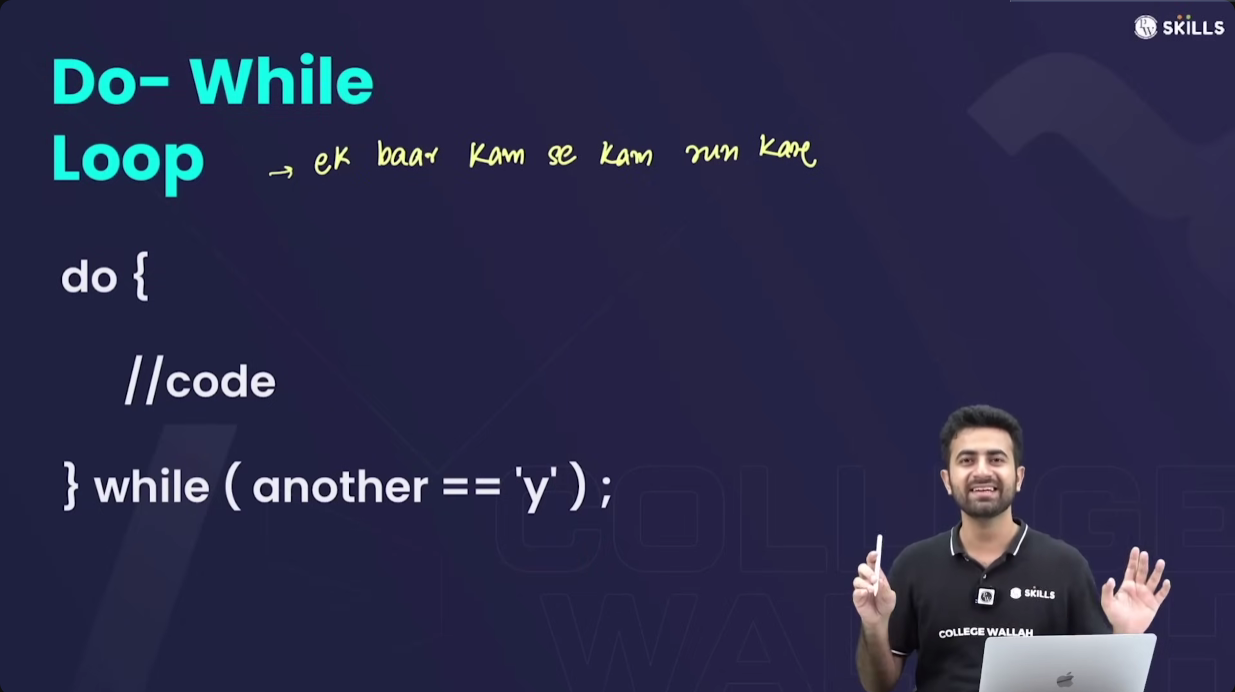 SKILLS
Do- While
Loop → ek baar kam se kam run kare
do {
//code
} while ( another == 'y' ) ;
COLLEGE
WALLAH
SKILLS
COLLEGE WALLAH